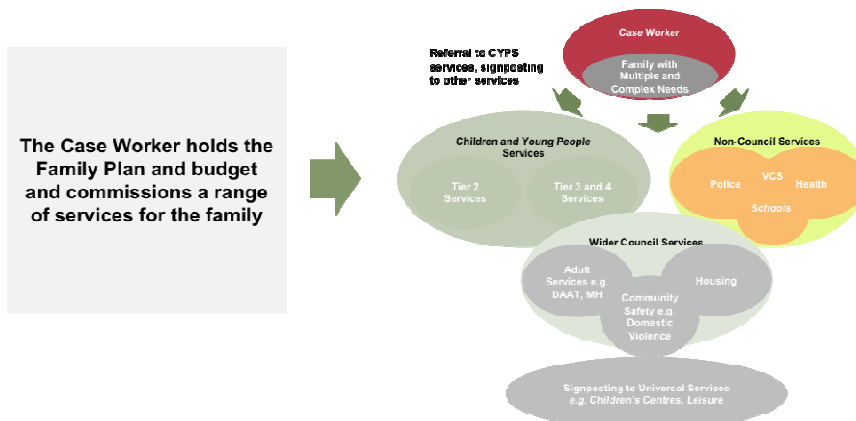 The Case Worker holds the
Family Plan and budget
and commissions a range
of services for the family
Referral to CYPS
services, signposting
to other services
Case Worker
Family with
Multiple and
Complex Needs
Children and Young People
Services
Tier 2
Services
Tier 3 and 4
Services
Non-Council Services
Police
VCS
Health
Schools
Wider Council Services
Adult
Services e.g.
DAAT, MH
Community
Safety e.g.
Domestic
Violence
Housing
Signposting to Universal Services
e.g. Children's Centres, Leisure